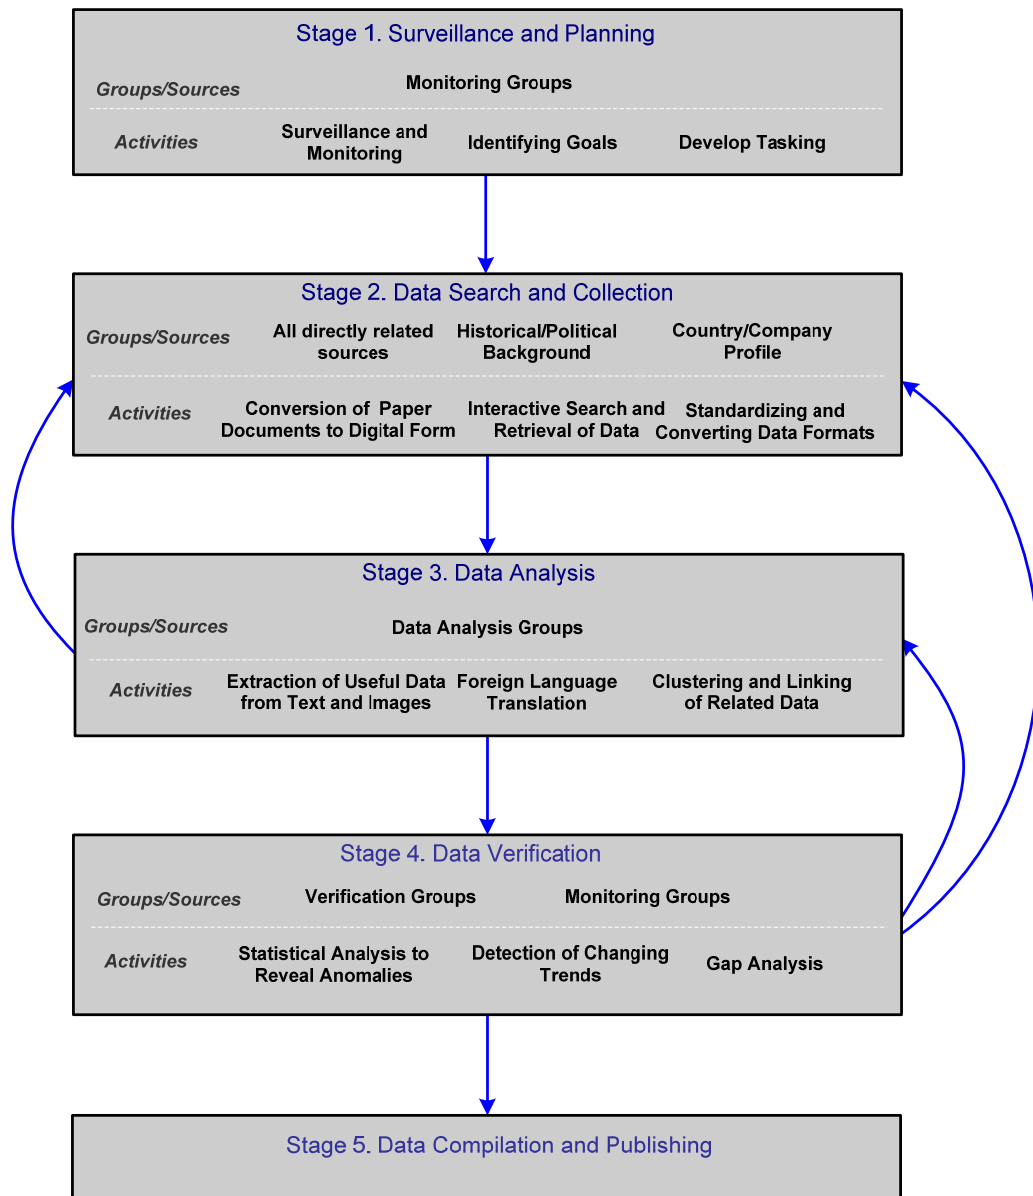 Stage 1. Surveillance and Planning
Groups/Sources
Monitoring Groups
Activities
Surveillance and
Monitoring
Identifying Goals
Develop Tasking
Stage 2. Data Search and Collection
Groups/Sources
All directly related
sources
Historical/Political
Background
Country/Company
Profile
Activities
Conversion of Paper
Documents to Digital Form
Interactive Search and
Retrieval of Data
Standardizing and
Converting Data Formats
Stage 3. Data Analysis
Groups/Sources
Data Analysis Groups
Activities
Extraction of Useful Data
from Text and Images
Foreign Language
Translation
Clustering and Linking
of Related Data
Stage 4. Data Verification
Groups/Sources
Verification Groups
Monitoring Groups
Activities
Statistical Analysis to
Reveal Anomalies
Detection of Changing
Trends
Gap Analysis
Stage 5. Data Compilation and Publishing